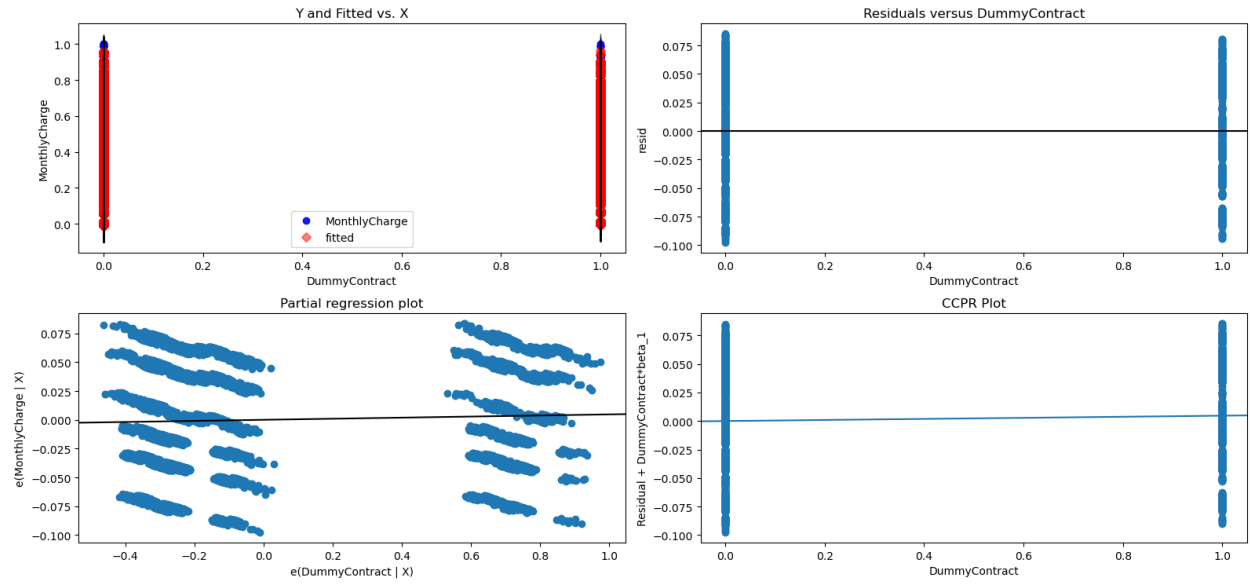 Y and Fitted vs. X
MonthlyCharge
1.0
0.8
0.6
0.4
0.2
0.0
MonthlyCharge
fitted
0.0 0.2 0.4 0.6 0.8 1.0
DummyContract
Residuals versus DummyContract
resid
0.075
0.050
0.025
0.000
−0.025
−0.050
−0.075
−0.100
0.0 0.2 0.4 0.6 0.8 1.0
DummyContract
Partial regression plot
e(MonthlyCharge | X)
0.075
0.050
0.025
0.000
−0.025
−0.050
−0.075
−0.100
−0.4 −0.2 0.0 0.2 0.4 0.6 0.8 1.0
e(DummyContract | X)
CCPR Plot
Residual + DummyContract*beta_1
0.075
0.050
0.025
0.000
−0.025
−0.050
−0.075
−0.100
0.0 0.2 0.4 0.6 0.8 1.0
DummyContract